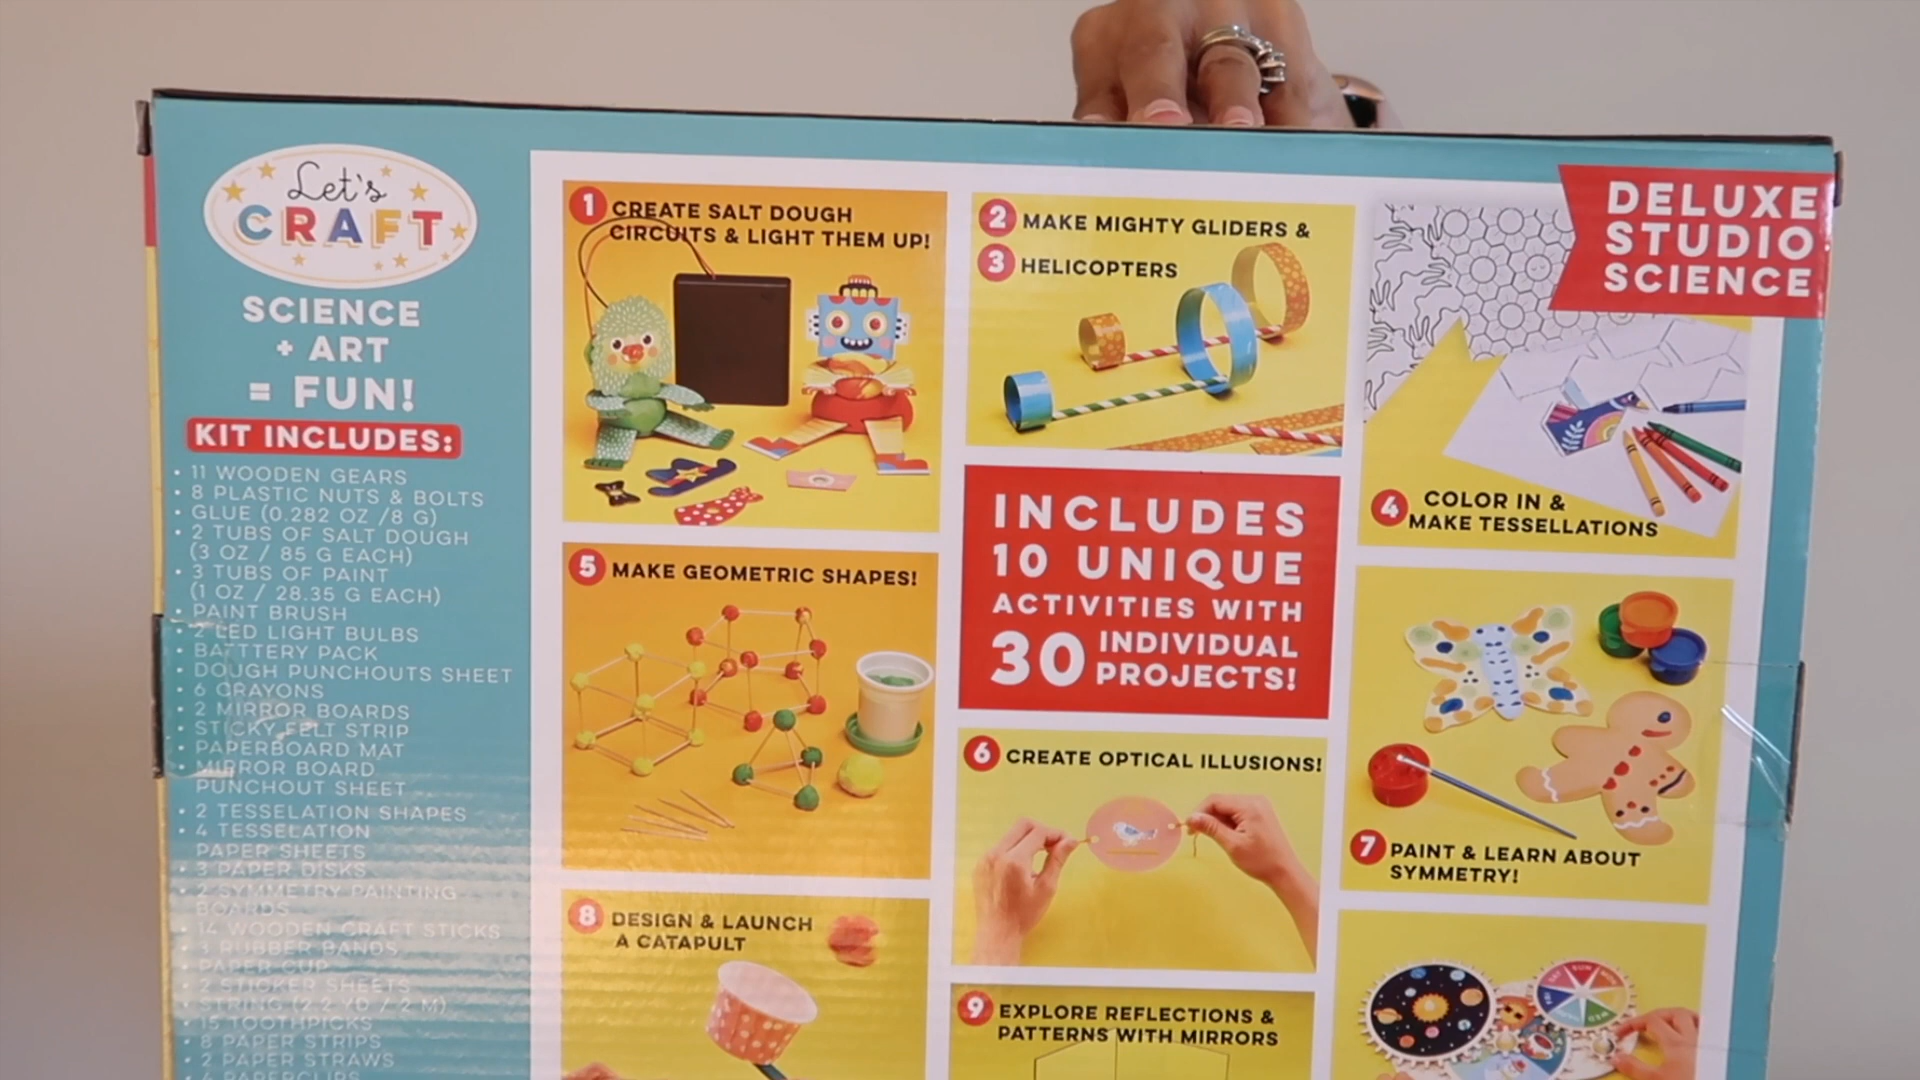 Let's
CRAFT
SCIENCE
+ ART
= FUN!
KIT INCLUDES:
• 11 WOODEN GEARS
• 8 PLASTIC NUTS & BOLTS
• GLUE (0.282 OZ /8 G)
• 2 TUBS OF SALT DOUGH
(3 OZ / 85 G EACH)
• 3 TUBS OF PAINT
(1 OZ / 28.35 G EACH)
• PAINT BRUSH
• 2 LED LIGHT BULBS
• BATTTERY PACK
• DOUGH PUNCHOUTS SHEET
• 6 CRAYONS
• 2 MIRROR BOARDS
• STICKY FELT STRIP
• PAPERBOARD MAT
• MIRROR BOARD
PUNCHOUT SHEET
• 2 TESSELATION SHAPES
• 4 TESSELATION
PAPER SHEETS
• 3 PAPER DISKS
• 2 SYMMETRY PAINTING
BOARDS
• 14 WOODEN CRAFT STICKS
• 3 RUBBER BANDS
• PAPER CUP
• 2 STICKER SHEETS
• STRING (2.2 YD / 2 M)
• 15 TOOTHPICKS
• 8 PAPER STRIPS
• 2 PAPER STRAWS
• 4 PAPERCLIPS
1 CREATE SALT DOUGH
CIRCUITS & LIGHT THEM UP!
2 MAKE MIGHTY GLIDERS &
3 HELICOPTERS
DELUXE
STUDIO
SCIENCE
4 COLOR IN &
MAKE TESSELLATIONS
5 MAKE GEOMETRIC SHAPES!
INCLUDES
10 UNIQUE
ACTIVITIES WITH
30 INDIVIDUAL
PROJECTS!
6 CREATE OPTICAL ILLUSIONS!
7 PAINT & LEARN ABOUT
SYMMETRY!
8 DESIGN & LAUNCH
A CATAPULT
9 EXPLORE REFLECTIONS &
PATTERNS WITH MIRRORS